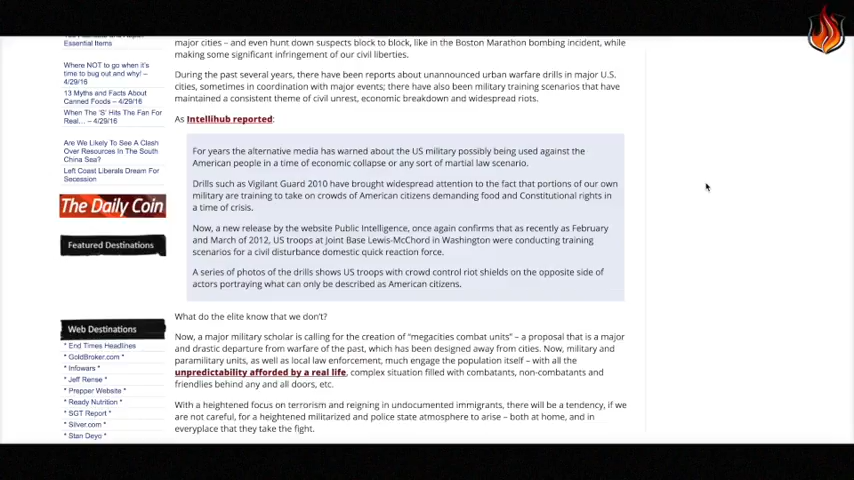 Essential Items
Where NOT to go when it's
time to bug out and why! –
4/29/16
13 Myths and Facts About
Canned Foods – 4/29/16
When The 'S' Hits The Fan For
Real… – 4/29/16
Are We Likely To See A Clash
Over Resources In The South
China Sea?
Left Coast Liberals Dream For
Secession
The Daily Coin
Featured Destinations
Web Destinations
* End Times Headlines
* GoldBroker.com *
* Infowars *
* Jeff Rense *
* Prepper Website *
* Ready Nutrition *
* SGT Report *
* Silver.com *
* Stan Deyo *
major cities – and even hunt down suspects block to block, like in the Boston Marathon bombing incident, while
making some significant infringement of our civil liberties.
During the past several years, there have been reports about unannounced urban warfare drills in major U.S.
cities, sometimes in coordination with major events; there have also been military training scenarios that have
maintained a consistent theme of civil unrest, economic breakdown and widespread riots.
As Intellihub reported:
For years the alternative media has warned about the US military possibly being used against the
American people in a time of economic collapse or any sort of martial law scenario.
Drills such as Vigilant Guard 2010 have brought widespread attention to the fact that portions of our own
military are training to take on crowds of American citizens demanding food and Constitutional rights in
a time of crisis.
Now, a new release by the website Public Intelligence, once again confirms that as recently as February
and March of 2012, US troops at Joint Base Lewis-McChord in Washington were conducting training
scenarios for a civil disturbance domestic quick reaction force.
A series of photos of the drills shows US troops with crowd control riot shields on the opposite side of
actors portraying what can only be described as American citizens.
What do the elite know that we don't?
Now, a major military scholar is calling for the creation of "megacities combat units" – a proposal that is a major
and drastic departure from warfare of the past, which has been designed away from cities. Now, military and
paramilitary units, as well as local law enforcement, much engage the population itself – with all the
unpredictability afforded by a real life, complex situation filled with combatants, non-combatants and
friendlies behind any and all doors, etc.
With a heightened focus on terrorism and reigning in undocumented immigrants, there will be a tendency, if we
are not careful, for a heightened militarized and police state atmosphere to arise – both at home, and in
everyplace that they take the fight.